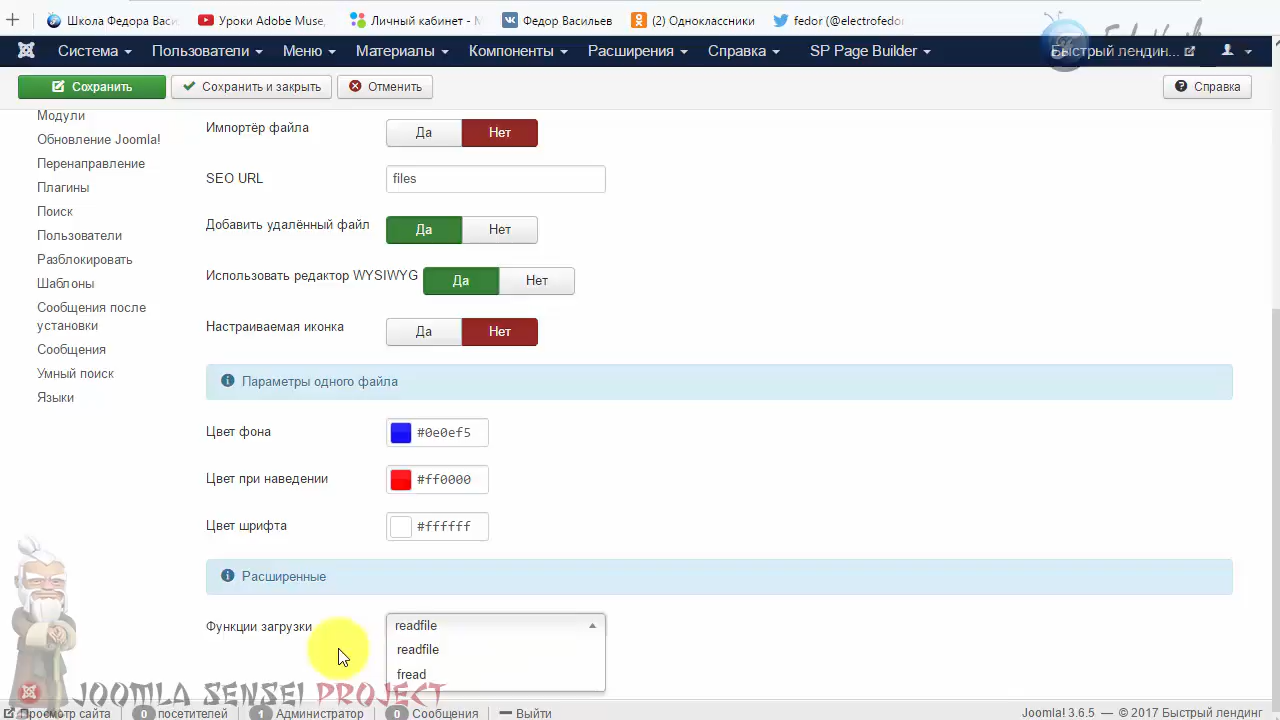 Школа Федора Васи
Уроки Adobe Muse,
Личный кабинет - М
Федор Васильев
(2) Одноклассники
fedor (@electrofedo
Система
Пользователи
Меню
Материалы
Компоненты
Расширения
Справка
SP Page Builder
Быстрый лендин...
Сохранить
Сохранить и закрыть
Отменить
Справка
Модули
Обновление Joomla!
Перенаправление
Плагины
Поиск
Пользователи
Разблокировать
Шаблоны
Сообщения после
установки
Сообщения
Умный поиск
Языки
Импортёр файла
Да
Нет
SEO URL
files
Добавить удалённый файл
Да
Нет
Использовать редактор WYSIWYG
Да
Нет
Настраиваемая иконка
Да
Нет
Параметры одного файла
Цвет фона
#0e0ef5
Цвет при наведении
#ff0000
Цвет шрифта
#ffffff
Расширенные
Функции загрузки
readfile
readfile
fread
JOOMLA SENSEI PROJECT
Просмотр сайта
0 посетителей
1 Администратор
0 Сообщения
Выйти
Joomla! 3.6.5 — © 2017 Быстрый лендинг